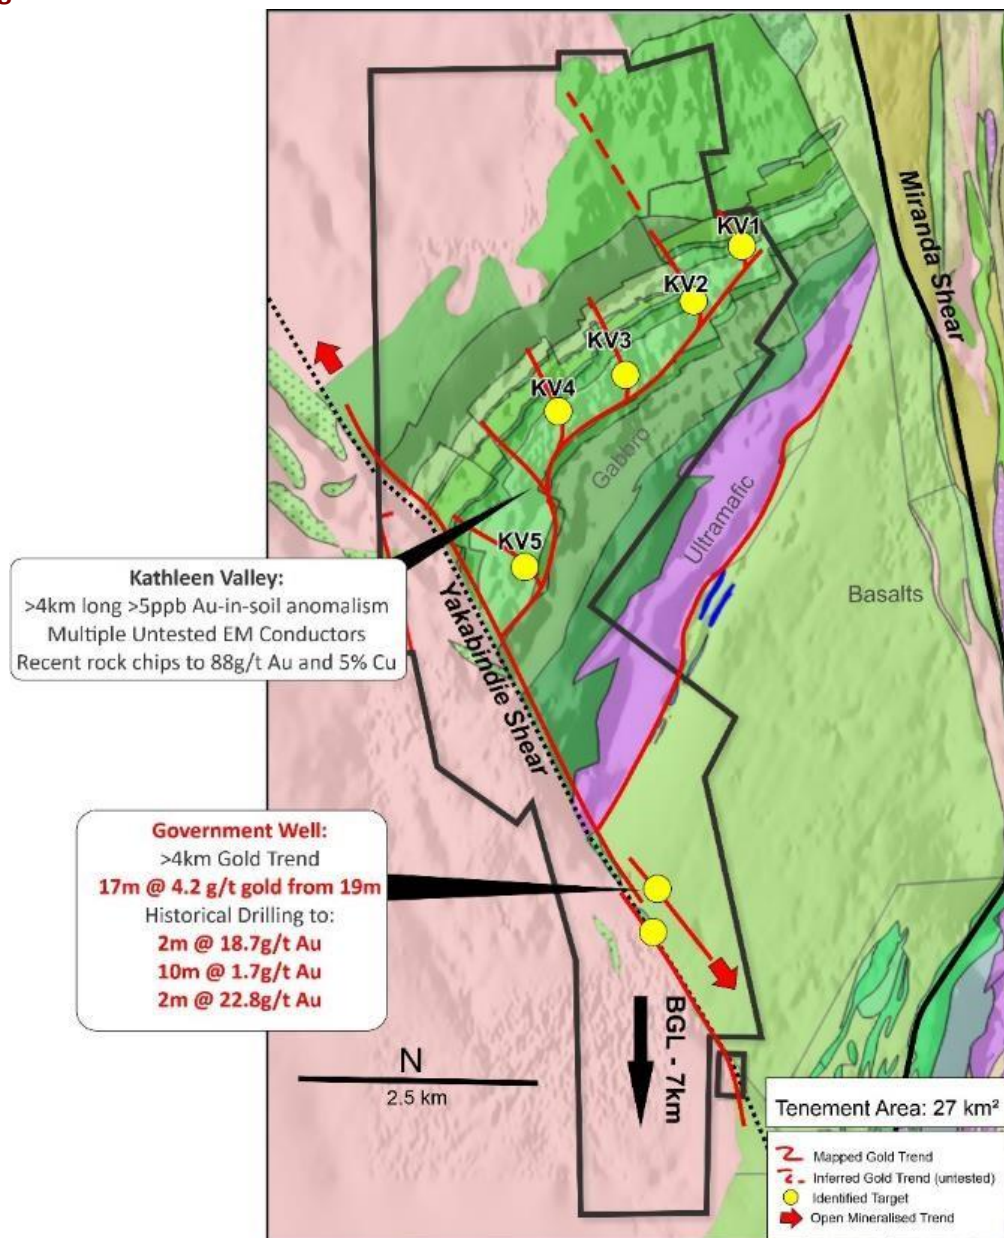 KV1
Miranda Shear
KV2
KV3
KV4
Gabbro
Ultramafic
KV5
Basalts
Kathleen Valley:
>4km long >5ppb Au-in-soil anomalism
Multiple Untested EM Conductors
Recent rock chips to 88g/t Au and 5% Cu
Yakabindie Shear
Government Well:
>4km Gold Trend
17m @ 4.2 g/t gold from 19m
Historical Drilling to:
2m @ 18.7g/t Au
10m @ 1.7g/t Au
2m @ 22.8g/t Au
BGL - 7km
N
2.5 km
Tenement Area: 27 km²
Mapped Gold Trend
Inferred Gold Trend (untested)
Identified Target
Open Mineralised Trend